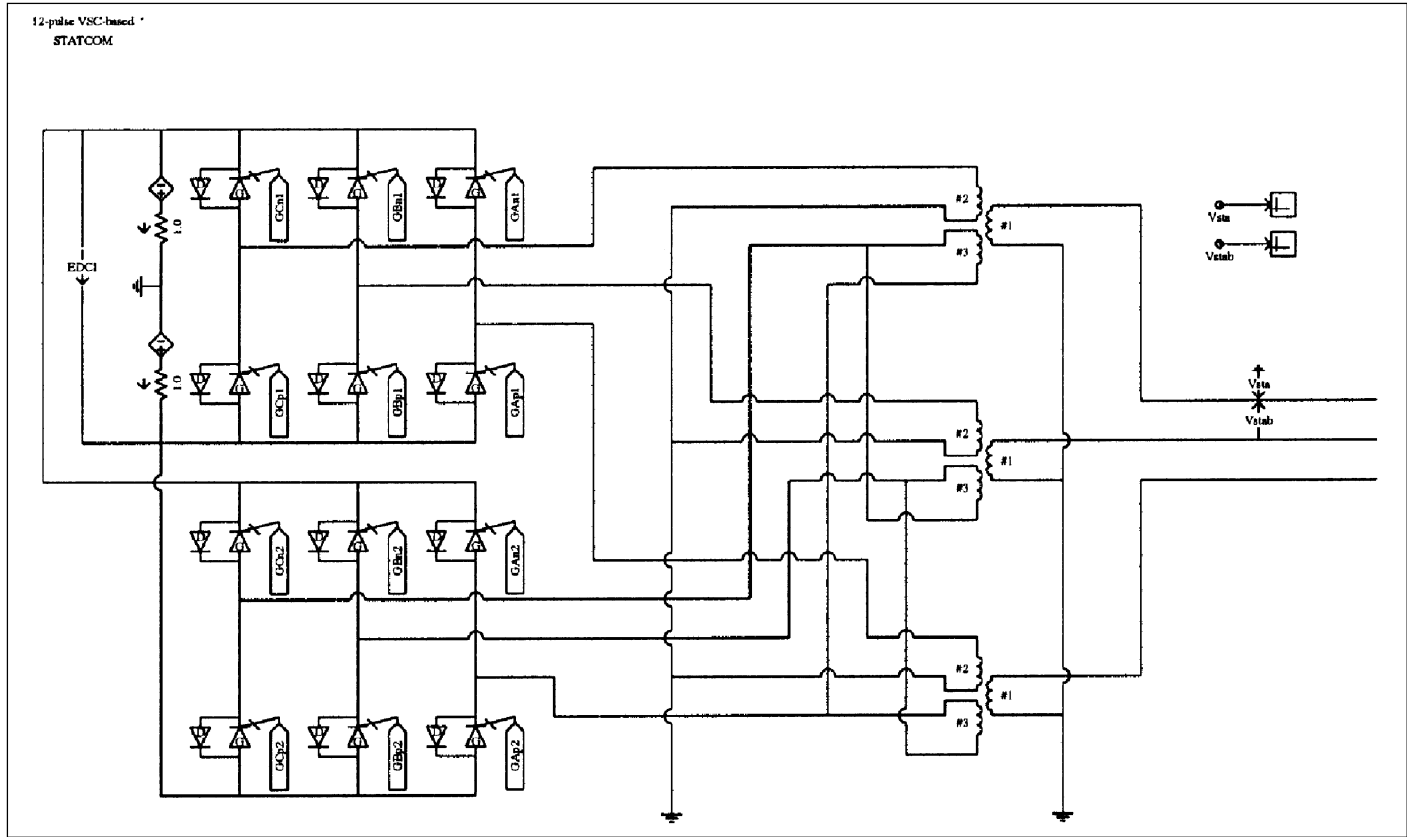 12-pulse VSC-based
STATCOM
EDC1
1.0
1.0
D
G
GCn1
D
G
GBn1
D
G
GAn1
D
G
GCp1
D
G
GBp1
D
G
GAp1
D
G
GCn2
D
G
GBn2
D
G
GAn2
D
G
GCp2
D
G
GBp2
D
G
GAp2
#2
#1
#3
#2
#1
#3
#2
#1
#3
Vsta
Vstab
Vsta
Vstab